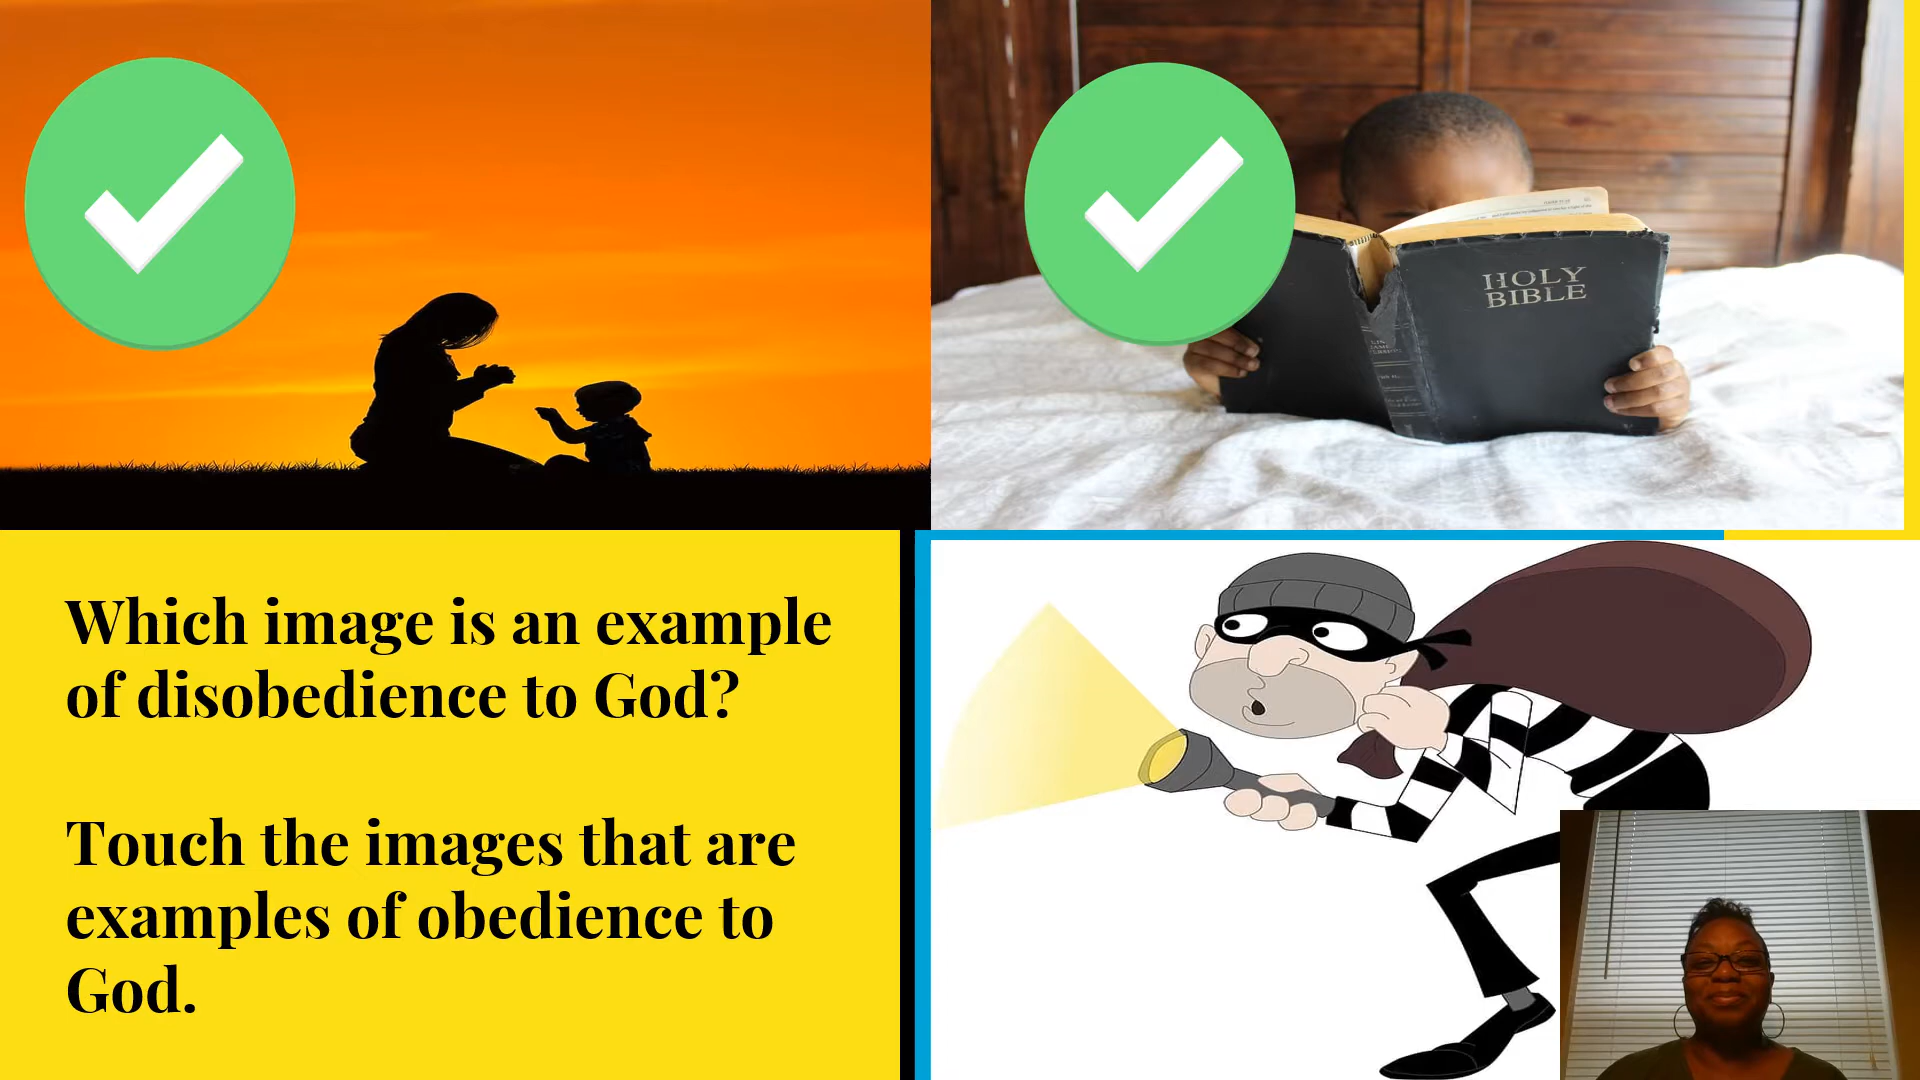 HOLY
BIBLE
Which image is an example
of disobedience to God?
Touch the images that are
examples of obedience to
God.